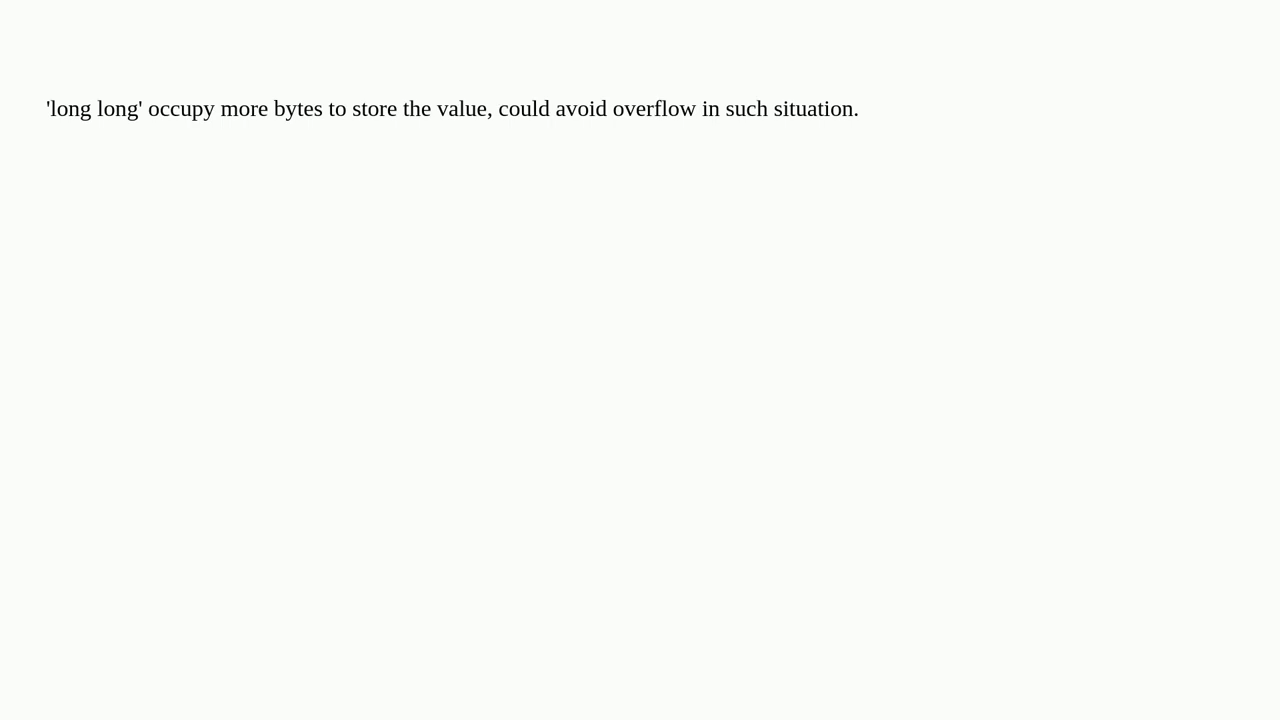 'long long' occupy more bytes to store the value, could avoid overflow in such situation.